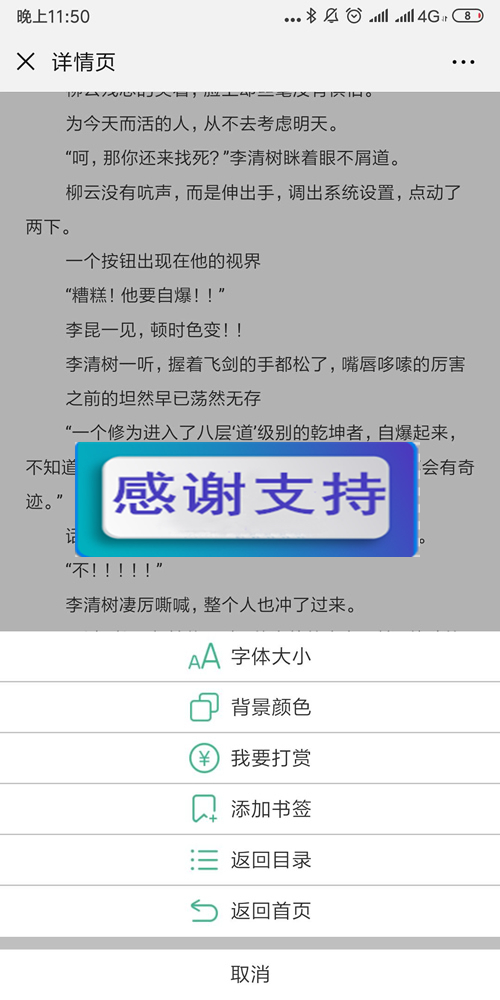 晚上11:50
4G
8
详情页
为今天而活的人，从不去考虑明天。
“呵，那你还来找死？”李清树眯着眼不屑道。
柳云没有吭声，而是伸出手，调出系统设置，点动了
两下。
一个按钮出现在他的视界
“糟糕！他要自爆！！”
李昆一见，顿时色变！！
李清树一听，握着飞剑的手都松了，嘴唇哆嗦的厉害
之前的坦然早已荡然无存
“一个修为进入了八层‘道’级别的乾坤者，自爆起来，
不知道
会有奇
迹。”
感谢支持
“不！！！！！”
李清树凄厉嘶喊，整个人也冲了过来。
字体大小
背景颜色
我要打赏
添加书签
返回目录
返回首页
取消